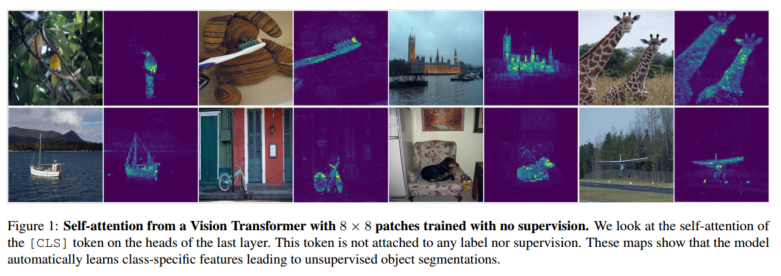 Figure 1: Self-attention from a Vision Transformer with 8 × 8 patches trained with no supervision. We look at the self-attention of
the [CLS] token on the heads of the last layer. This token is not attached to any label nor supervision. These maps show that the model
automatically learns class-specific features leading to unsupervised object segmentations.